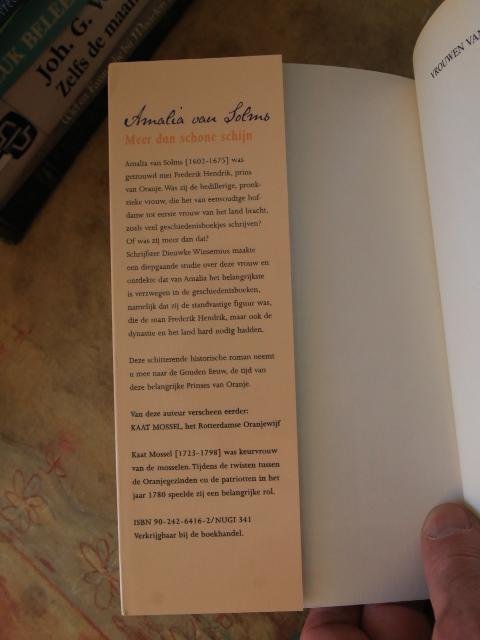 UK BELEE
Joh. G. V
Zelfs de maan
VROUWEN VAN
Amalia van Solms
Meer dan schone schijn
Amalia van Solms [1602-1675] was
getrouwd met Frederik Hendrik, prins
van Oranje. Was zij de bedillerige, pronk-
zieke vrouw, die het van eenvoudige hof-
dame tot eerste vrouw van het land bracht,
zoals veel geschiedenisboekjes schrijven?
Of was zij meer dan dat?
Schrijfster Dieuwke Winsemius maakte
een diepgaande studie over deze vrouw en
ontdekte dat van Amalia het belangrijkste
is verzwegen in de geschiedenisboeken,
namelijk dat zij de standvastige figuur was,
die de man Frederik Hendrik, maar ook de
dynastie en het land hard nodig hadden.
Deze schitterende historische roman neemt
u mee naar de Gouden Eeuw, de tijd van
deze belangrijke Prinses van Oranje.
Van deze auteur verscheen eerder:
KAAT MOSSEL, het Rotterdamse Oranjewijf
Kaat Mossel [1723-1798] was keurvrouw
van de mosselen. Tijdens de twisten tussen
de Oranjegezinden en de patriotten in het
jaar 1780 speelde zij een belangrijke rol.
ISBN 90-242-6416-2/NUGI 341
Verkrijgbaar bij de boekhandel.